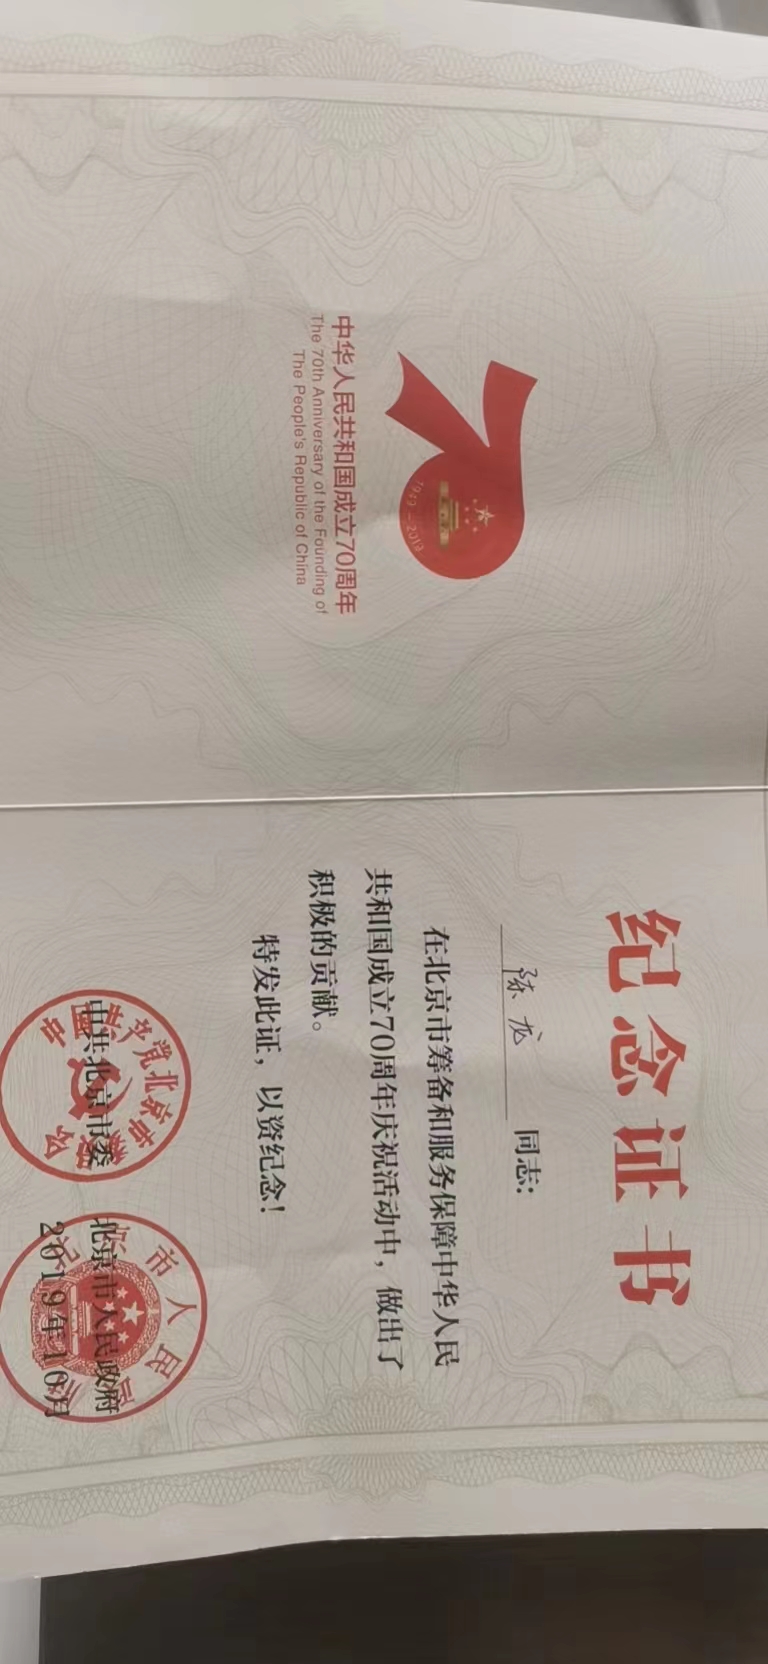 1949—2019
中华人民共和国成立70周年
The 70th Anniversary of the Founding of
The People's Republic of China
纪念证书
陈龙 同志：
在北京市筹备和服务保障中华人民
共和国成立70周年庆祝活动中，做出了
积极的贡献。
特发此证，以资纪念！
中共北京市委 北京市人民政府
2019年10月